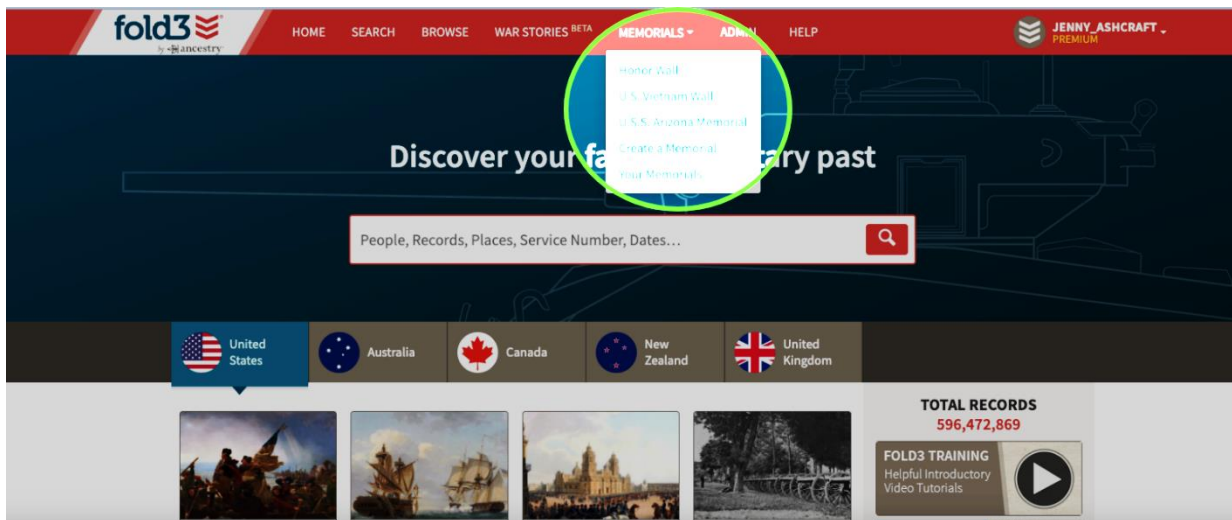 fold3
by ancestry
HOME SEARCH BROWSE WAR STORIES BETA MEMORIALS ADMIN HELP
JENNY_ASHCRAFT
PREMIUM
Honor Wall
U.S. Vietnam Wall
U.S.S. Arizona Memorial
Create a Memorial
Your Memorials
Discover your fa tary past
People, Records, Places, Service Number, Dates...
United
States
Australia
Canada
New
Zealand
United
Kingdom
TOTAL RECORDS
596,472,869
FOLD3 TRAINING
Helpful Introductory
Video Tutorials